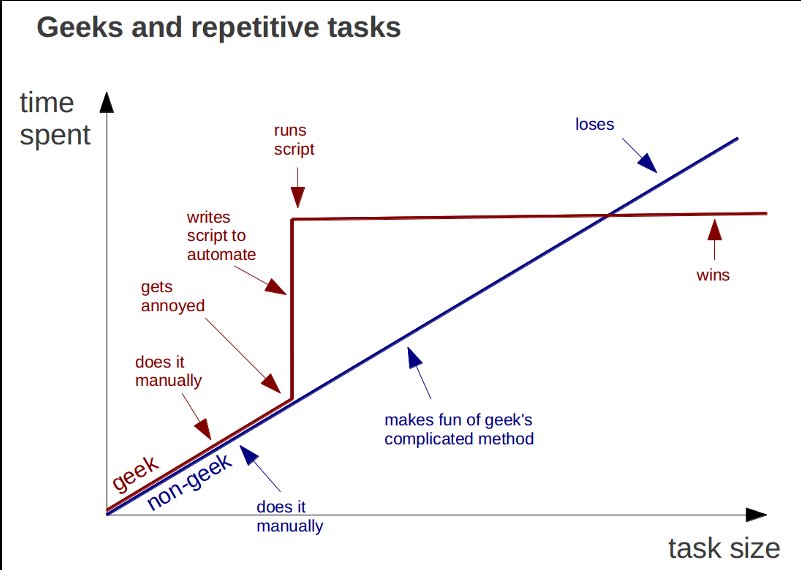 Geeks and repetitive tasks
time
spent
runs
script
loses
writes
script to
automate
gets
annoyed
wins
does it
manually
makes fun of geek's
complicated method
geek
non-geek
does it
manually
task size